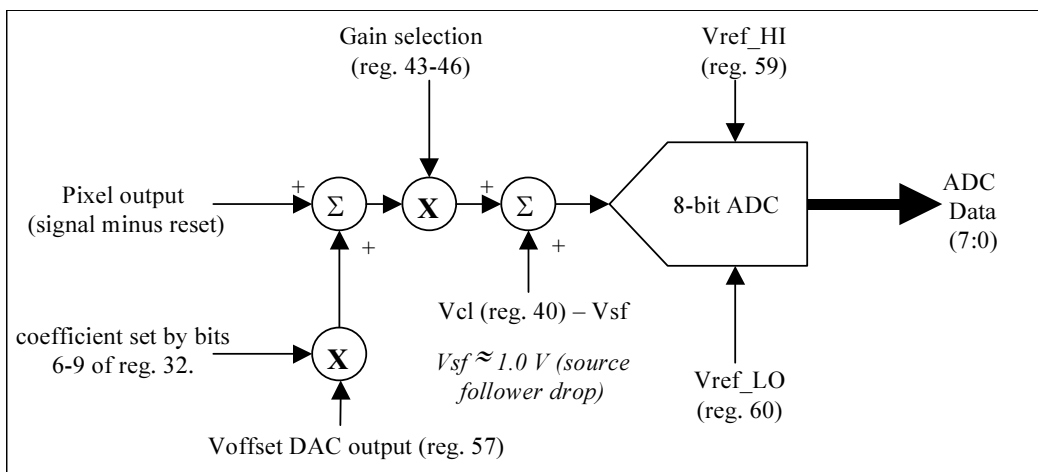 Gain selection
(reg. 43-46)
Vref_HI
(reg. 59)
Pixel output
(signal minus reset)
+
Σ
+
X
+
Σ
+
8-bit ADC
ADC
Data
(7:0)
Vcl (reg. 40) – Vsf
Vsf ≈ 1.0 V (source
follower drop)
coefficient set by bits
6-9 of reg. 32.
X
Vref_LO
(reg. 60)
Voffset DAC output (reg. 57)